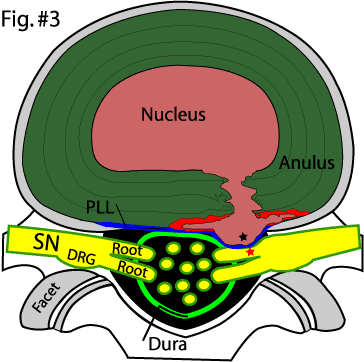 Fig. #3
Nucleus
Anulus
PLL
SN
Root
DRG
Root
Facet
Dura